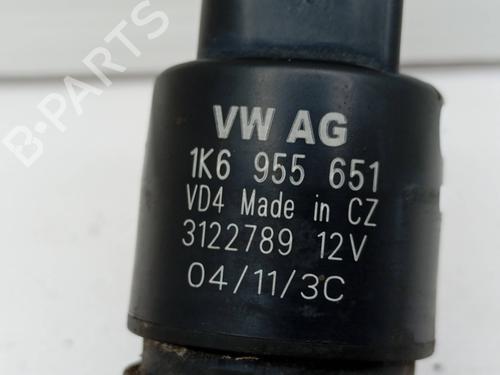 VW AG
1K6 955 651
VD4 Made in CZ
3122789 12V
04/11/3C
B-PARTS